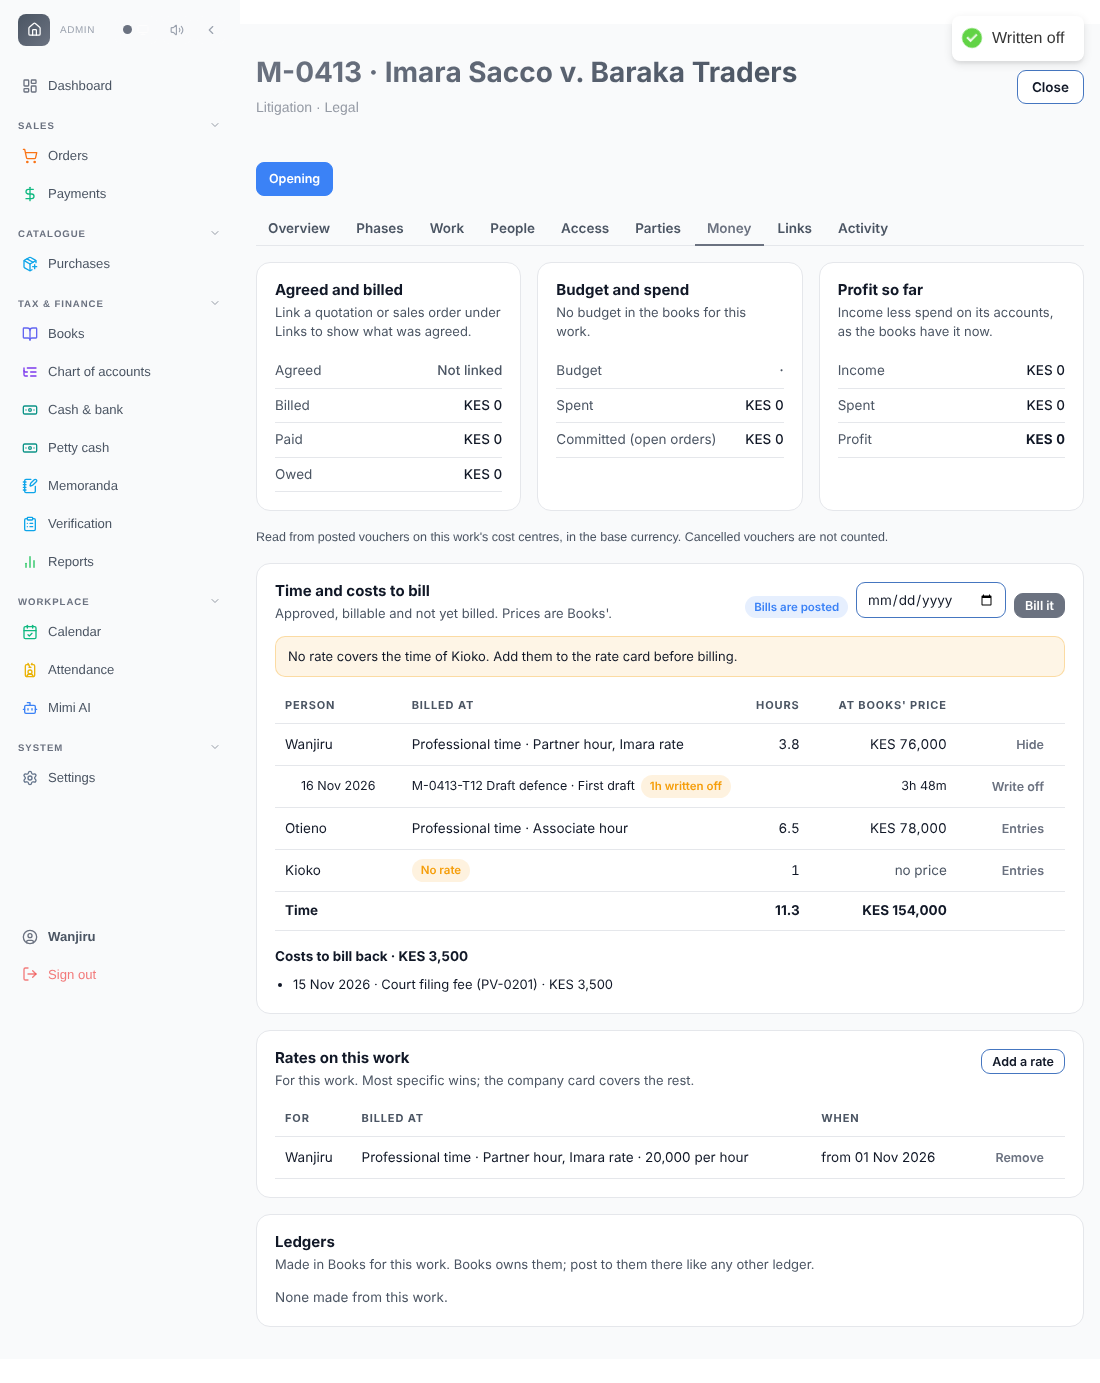 ADMIN
Dashboard
SALES
Orders
Payments
CATALOGUE
Purchases
TAX & FINANCE
Books
Chart of accounts
Cash & bank
Petty cash
Memoranda
Verification
Reports
WORKPLACE
Calendar
Attendance
Mimi AI
SYSTEM
Settings
Wanjiru
Sign out
Written off
M-0413 · Imara Sacco v. Baraka Traders
Litigation · Legal
Close
Opening
Overview Phases Work People Access Parties Money Links Activity
Agreed and billed
Link a quotation or sales order under
Links to show what was agreed.
Agreed Not linked
Billed KES 0
Paid KES 0
Owed KES 0
Budget and spend
No budget in the books for this
work.
Budget ·
Spent KES 0
Committed (open orders) KES 0
Profit so far
Income less spend on its accounts,
as the books have it now.
Income KES 0
Spent KES 0
Profit KES 0
Read from posted vouchers on this work's cost centres, in the base currency. Cancelled vouchers are not counted.
Time and costs to bill
Approved, billable and not yet billed. Prices are Books'.
Bills are posted mm/dd/yyyy Bill it
No rate covers the time of Kioko. Add them to the rate card before billing.
PERSON BILLED AT HOURS AT BOOKS' PRICE
Wanjiru Professional time · Partner hour, Imara rate 3.8 KES 76,000 Hide
16 Nov 2026 M-0413-T12 Draft defence · First draft 1h written off 3h 48m Write off
Otieno Professional time · Associate hour 6.5 KES 78,000 Entries
Kioko No rate 1 no price Entries
Time 11.3 KES 154,000
Costs to bill back · KES 3,500
• 15 Nov 2026 · Court filing fee (PV-0201) · KES 3,500
Rates on this work
For this work. Most specific wins; the company card covers the rest.
Add a rate
FOR BILLED AT WHEN
Wanjiru Professional time · Partner hour, Imara rate · 20,000 per hour from 01 Nov 2026 Remove
Ledgers
Made in Books for this work. Books owns them; post to them there like any other ledger.
None made from this work.